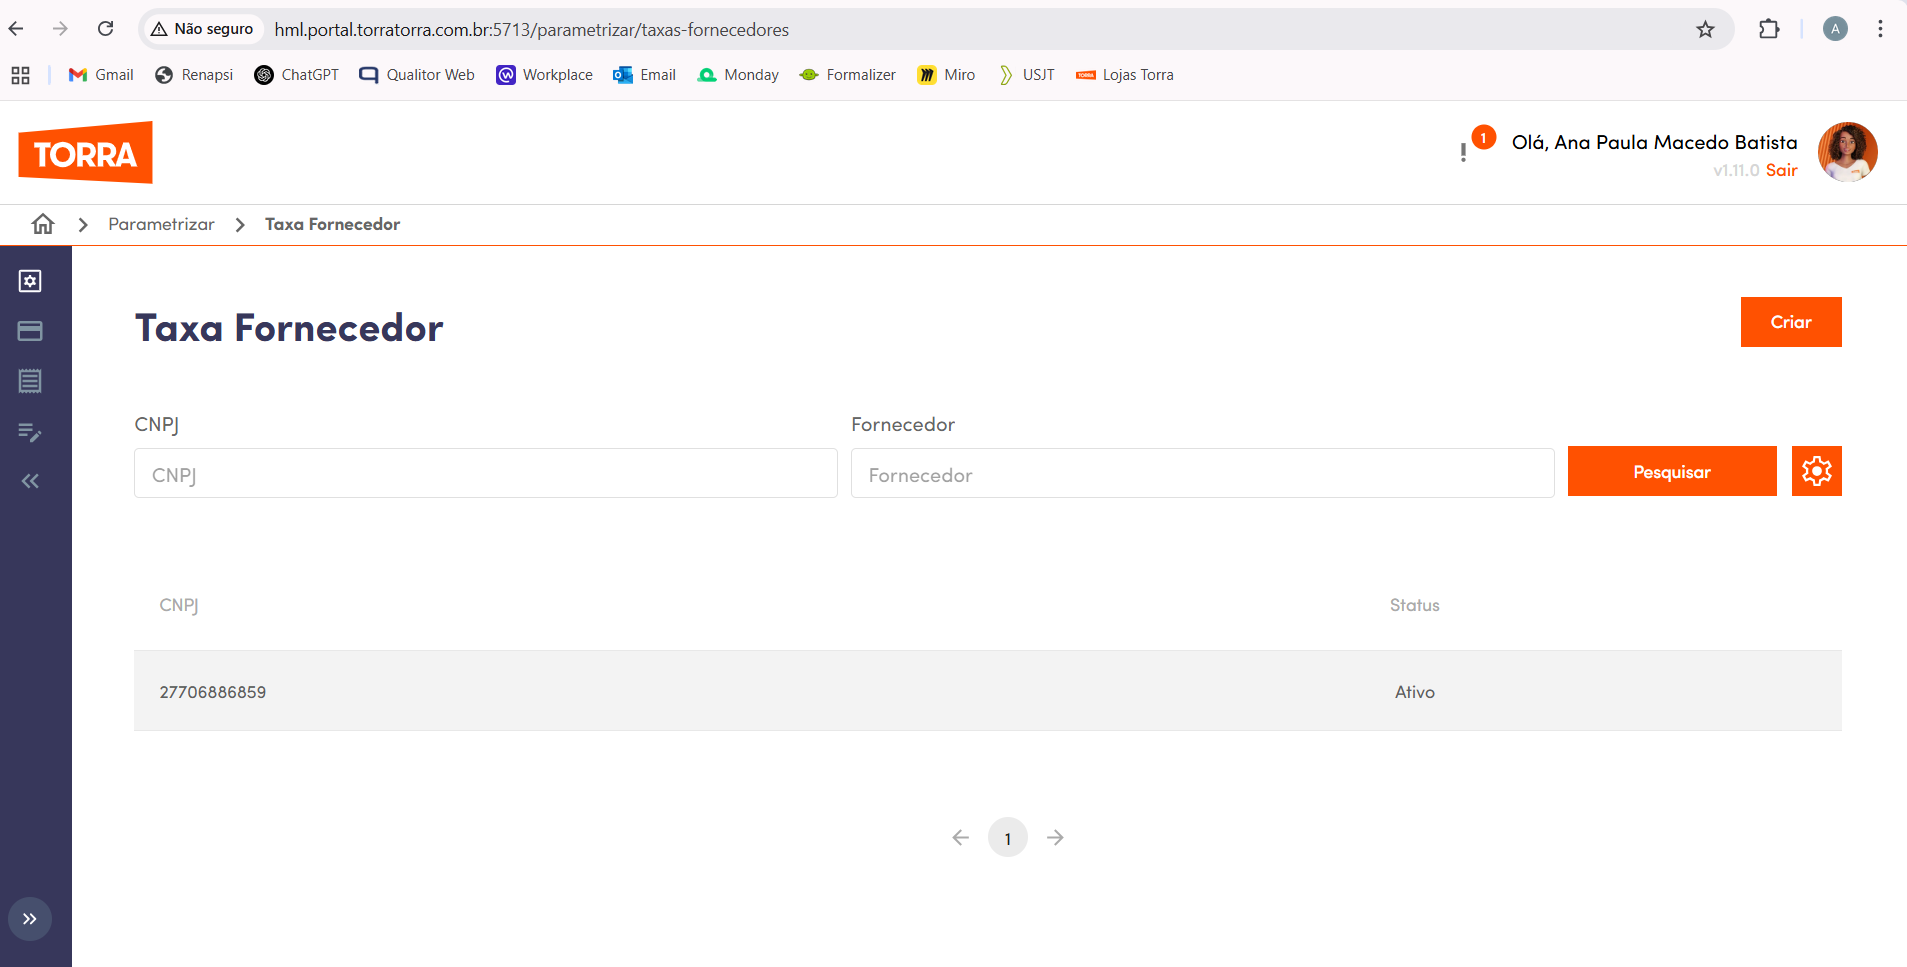 Não seguro hml.portal.torratorra.com.br:5713/parametrizar/taxas-fornecedores A
Gmail Renapsi ChatGPT Qualitor Web Workplace Email Monday Formalizer Miro USJT TORRA Lojas Torra
TORRA
1
Olá, Ana Paula Macedo Batista
v1.11.0 Sair
Parametrizar Taxa Fornecedor
Taxa Fornecedor
Criar
CNPJ Fornecedor
CNPJ Fornecedor Pesquisar
CNPJ Status
27706886859 Ativo
1